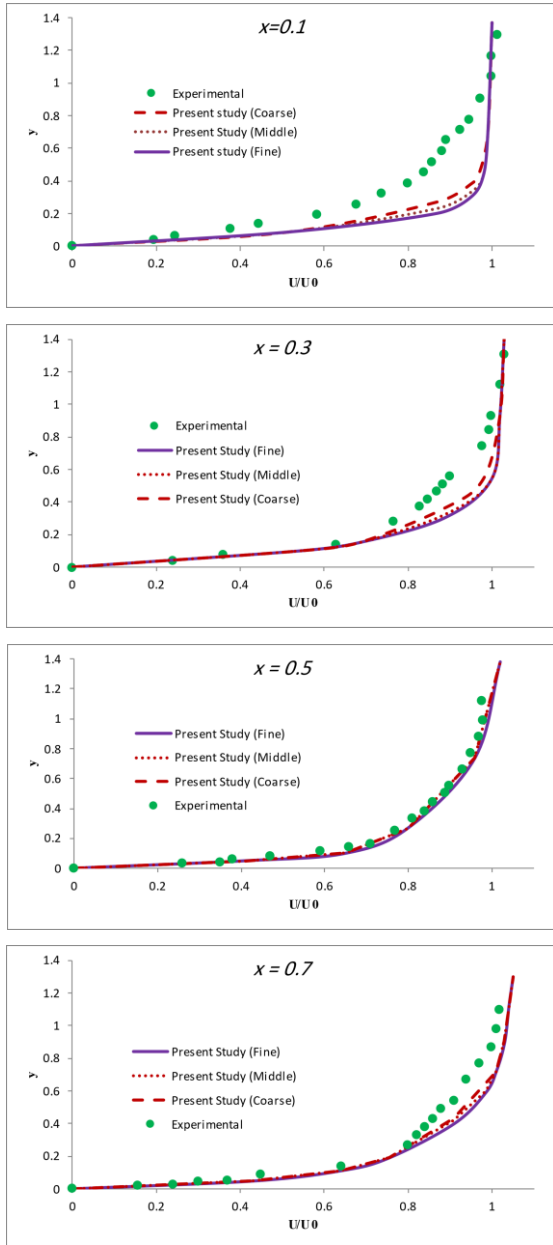 x=0.1
1.4
1.2
1
0.8
0.6
0.4
0.2
0
y
Experimental
Present study (Coarse)
Present Study (Middle)
Present Study (Fine)
0 0.2 0.4 0.6 0.8 1
U/U0
x = 0.3
1.4
1.2
1
0.8
0.6
0.4
0.2
0
y
Experimental
Present Study (Fine)
Present Study (Middle)
Present Study (Coarse)
0 0.2 0.4 0.6 0.8 1
U/U0
x = 0.5
1.4
1.2
1
0.8
0.6
0.4
0.2
0
y
Present Study (Fine)
Present Study (Middle)
Present Study (Coarse)
Experimental
0 0.2 0.4 0.6 0.8 1
U/U0
x = 0.7
1.4
1.2
1
0.8
0.6
0.4
0.2
0
y
Present Study (Fine)
Present Study (Middle)
Present Study (Coarse)
Experimental
0 0.2 0.4 0.6 0.8 1
U/U0